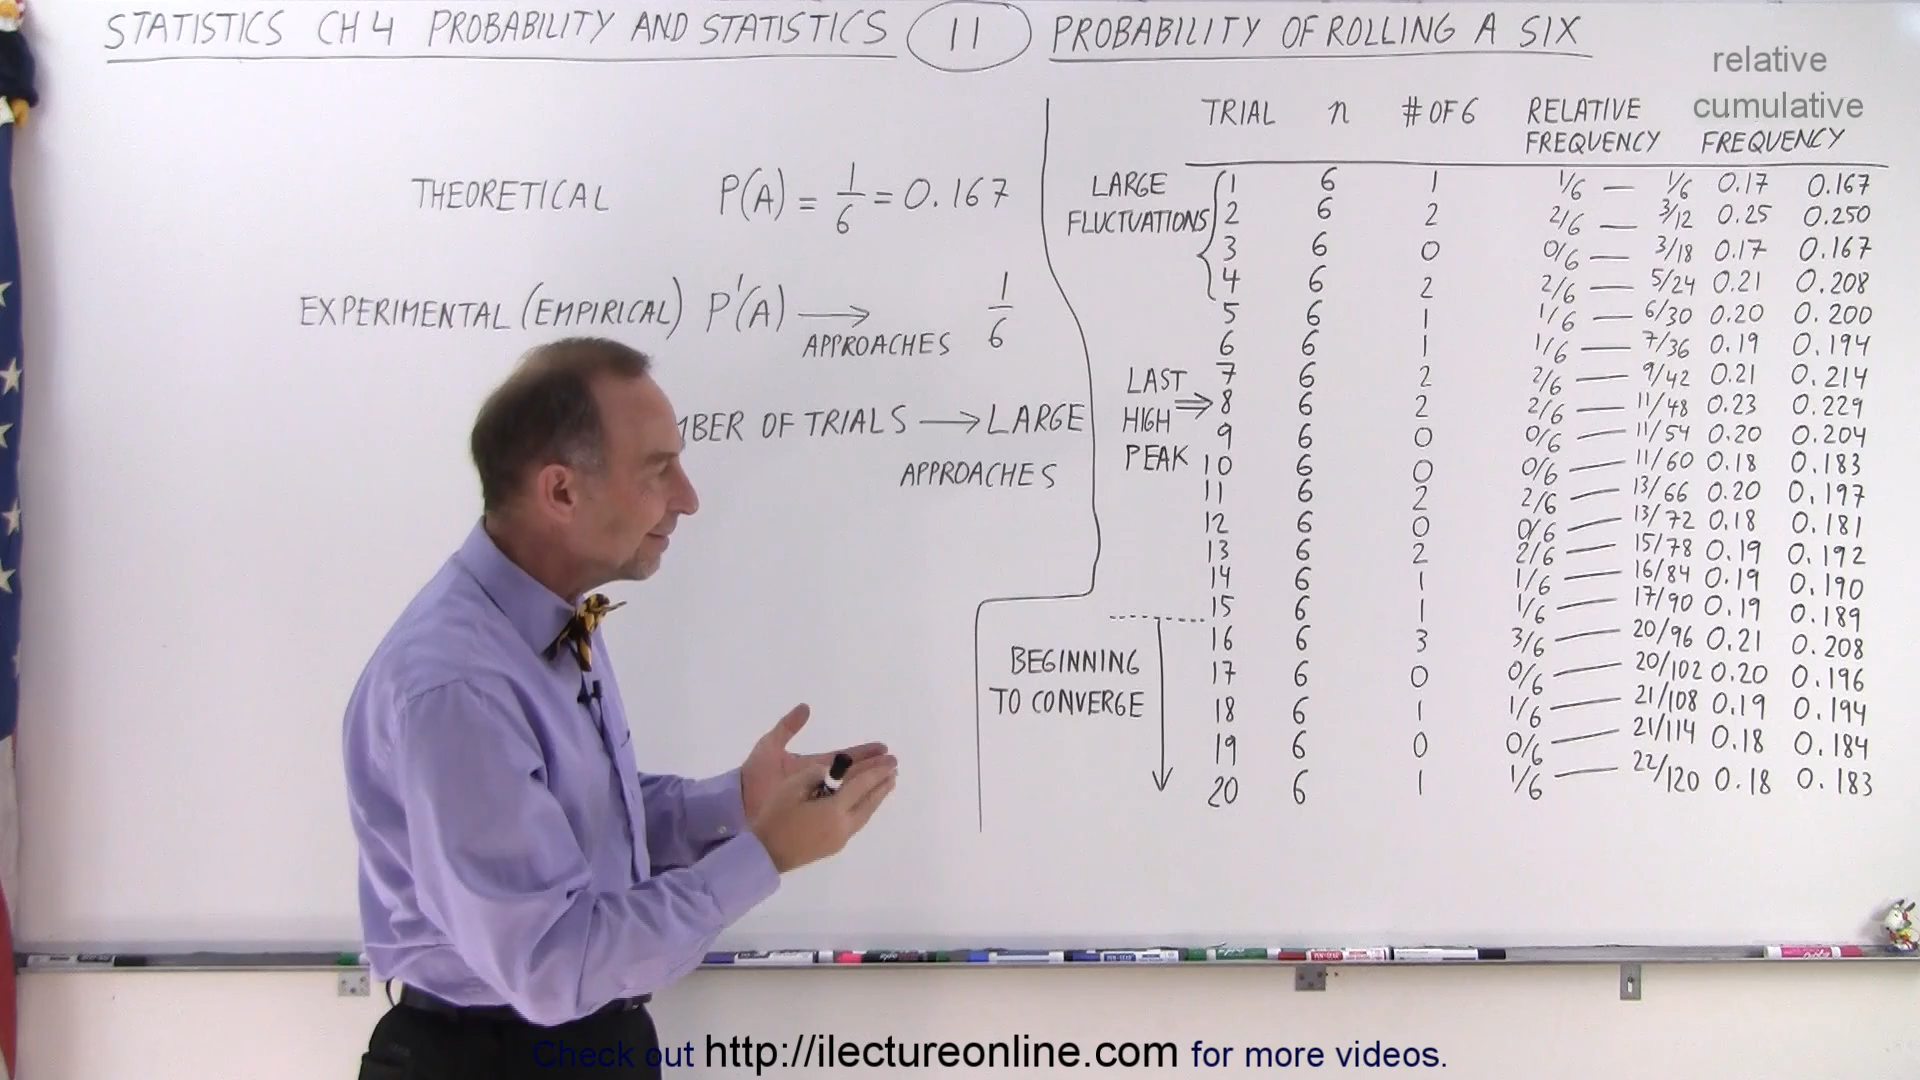 STATISTICS CH 4 PROBABILITY AND STATISTICS 11 PROBABILITY OF ROLLING A SIX
relative
cumulative
THEORETICAL P(A) = 1/6 = 0.167
EXPERIMENTAL (EMPIRICAL) P'(A) → 1/6
APPROACHES
OF TRIALS → LARGE
APPROACHES
TRIAL n # OF 6 RELATIVE FREQUENCY FREQUENCY
LARGE
FLUCTUATIONS
LAST
HIGH
PEAK
BEGINNING
TO CONVERGE
1 6 1 1/6 — 1/6 0.17 0.167
2 6 2 2/6 — 3/12 0.25 0.250
3 6 0 0/6 — 3/18 0.17 0.167
4 6 2 2/6 — 5/24 0.21 0.208
5 6 1 1/6 — 6/30 0.20 0.200
6 6 1 1/6 — 7/36 0.19 0.194
7 6 2 2/6 — 9/42 0.21 0.214
8 6 2 2/6 — 11/48 0.23 0.229
9 6 0 0/6 — 11/54 0.20 0.204
10 6 0 0/6 — 11/60 0.18 0.183
11 6 2 2/6 — 13/66 0.20 0.197
12 6 0 0/6 — 13/72 0.18 0.181
13 6 2 2/6 — 15/78 0.19 0.192
14 6 1 1/6 — 16/84 0.19 0.190
15 6 1 1/6 — 17/90 0.19 0.189
16 6 3 3/6 — 20/96 0.21 0.208
17 6 0 0/6 — 20/102 0.20 0.196
18 6 1 1/6 — 21/108 0.19 0.194
19 6 0 0/6 — 21/114 0.18 0.184
20 6 1 1/6 — 22/120 0.18 0.183
Check out http://ilectureonline.com for more videos.